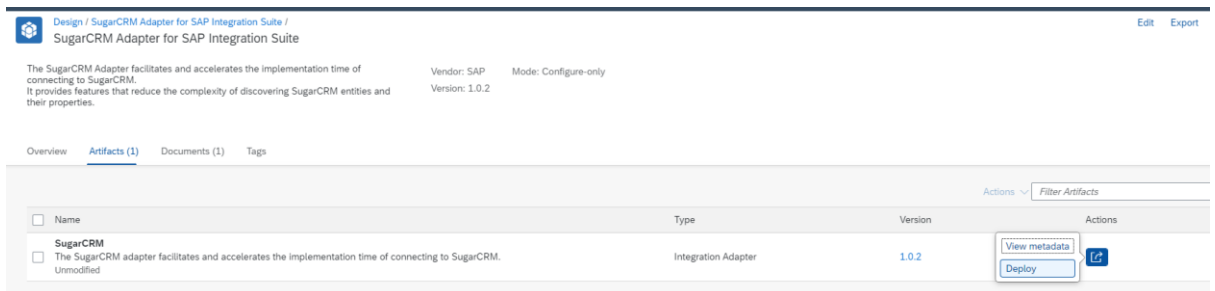 Design / SugarCRM Adapter for SAP Integration Suite /
Edit Export
SugarCRM Adapter for SAP Integration Suite
The SugarCRM Adapter facilitates and accelerates the implementation time of
connecting to SugarCRM.
It provides features that reduce the complexity of discovering SugarCRM entities and
their properties.
Vendor: SAP Mode: Configure-only
Version: 1.0.2
Overview Artifacts (1) Documents (1) Tags
Actions Filter Artifacts
Name Type Version Actions
SugarCRM
The SugarCRM adapter facilitates and accelerates the implementation time of connecting to SugarCRM.
Unmodified
Integration Adapter 1.0.2
View metadata
Deploy